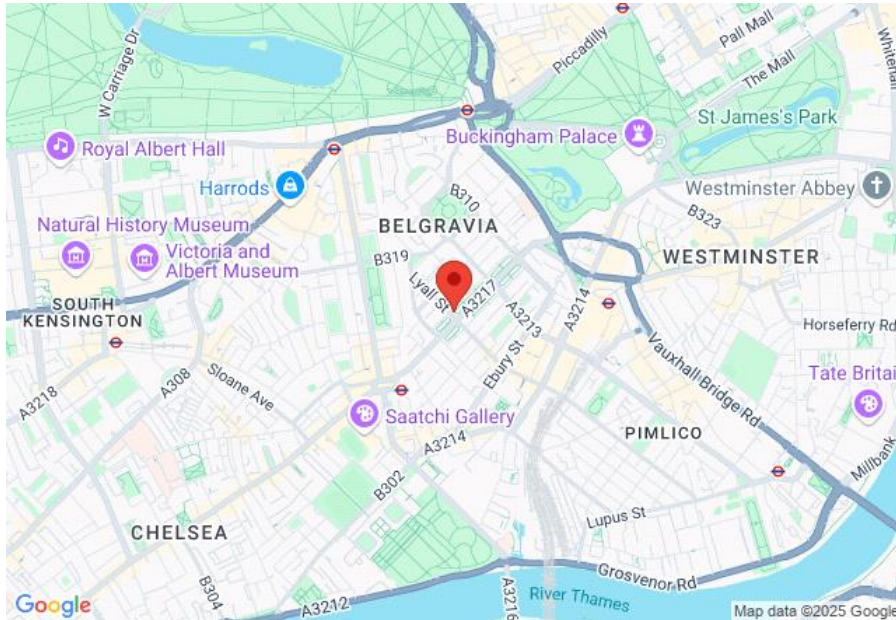 W Carriage Dr
Piccadilly
Pall Mall
The Mall
Whitehall
St James's Park
Buckingham Palace
Royal Albert Hall
Harrods
B310
Westminster Abbey
B323
Natural History Museum
BELGRAVIA
Victoria and
Albert Museum
B319
WESTMINSTER
Lyall St
A3217
SOUTH
KENSINGTON
A3213
A3214
Horseferry Rd
A308
Ebury St
Vauxhall Bridge Rd
A3218
Sloane Ave
Tate Britai
Saatchi Gallery
A3214
PIMLICO
B302
Millbank
CHELSEA
Lupus St
B304
A3212
A3216
Grosvenor Rd
River Thames
Google
Map data ©2025 Google